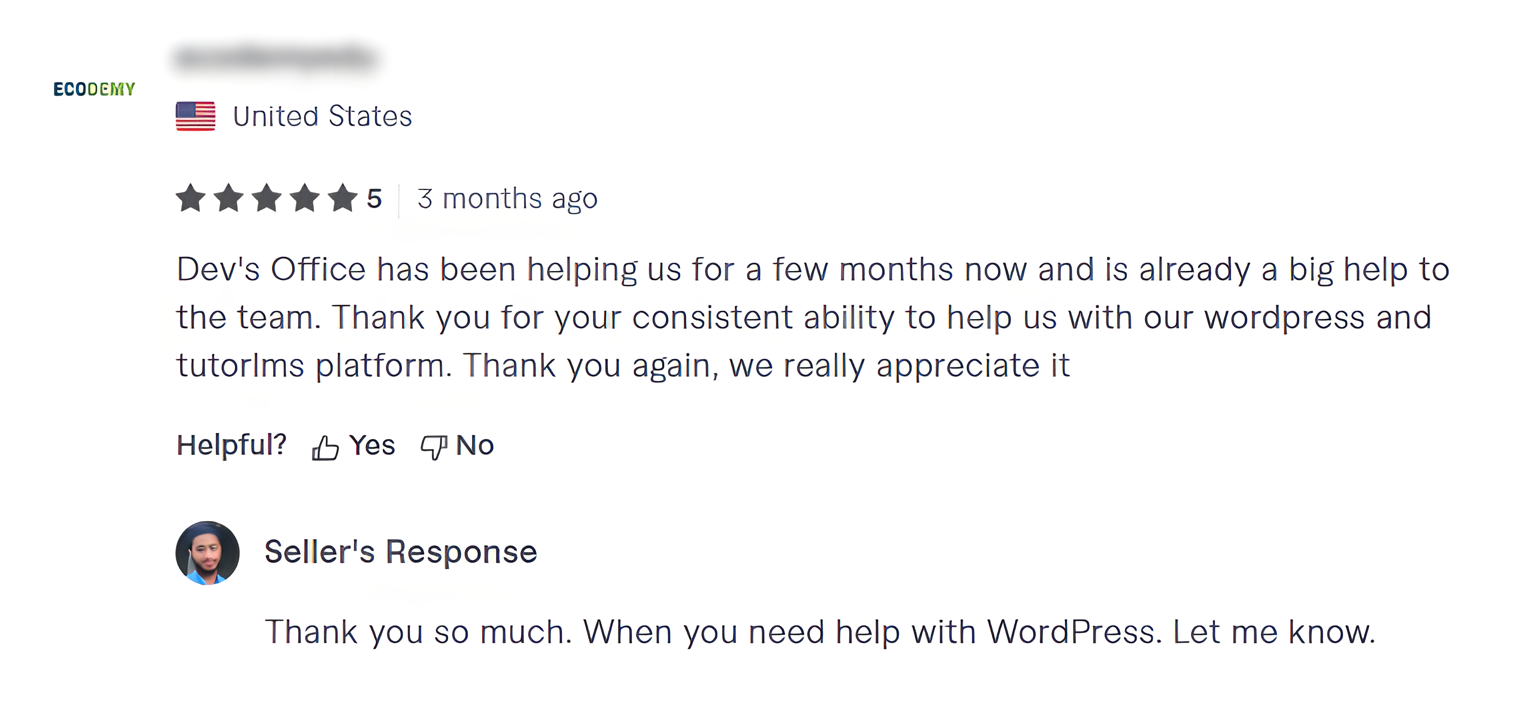 ECODEMY
United States
5
3 months ago
Dev's Office has been helping us for a few months now and is already a big help to
the team. Thank you for your consistent ability to help us with our wordpress and
tutorlms platform. Thank you again, we really appreciate it
Helpful? Yes No
Seller's Response
Thank you so much. When you need help with WordPress. Let me know.